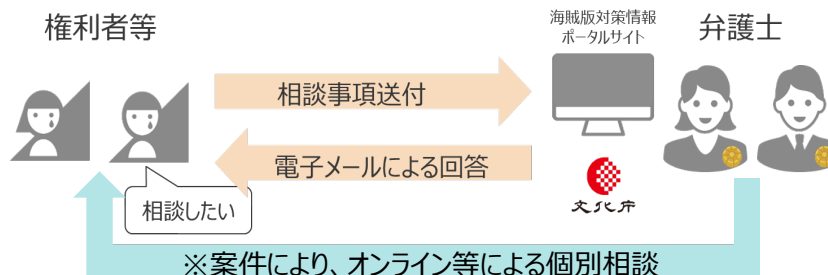 権利者等
海賊版対策情報
ポータルサイト
弁護士
相談事項送付
電子メールによる回答
相談したい
文化庁
※案件により、オンライン等による個別相談